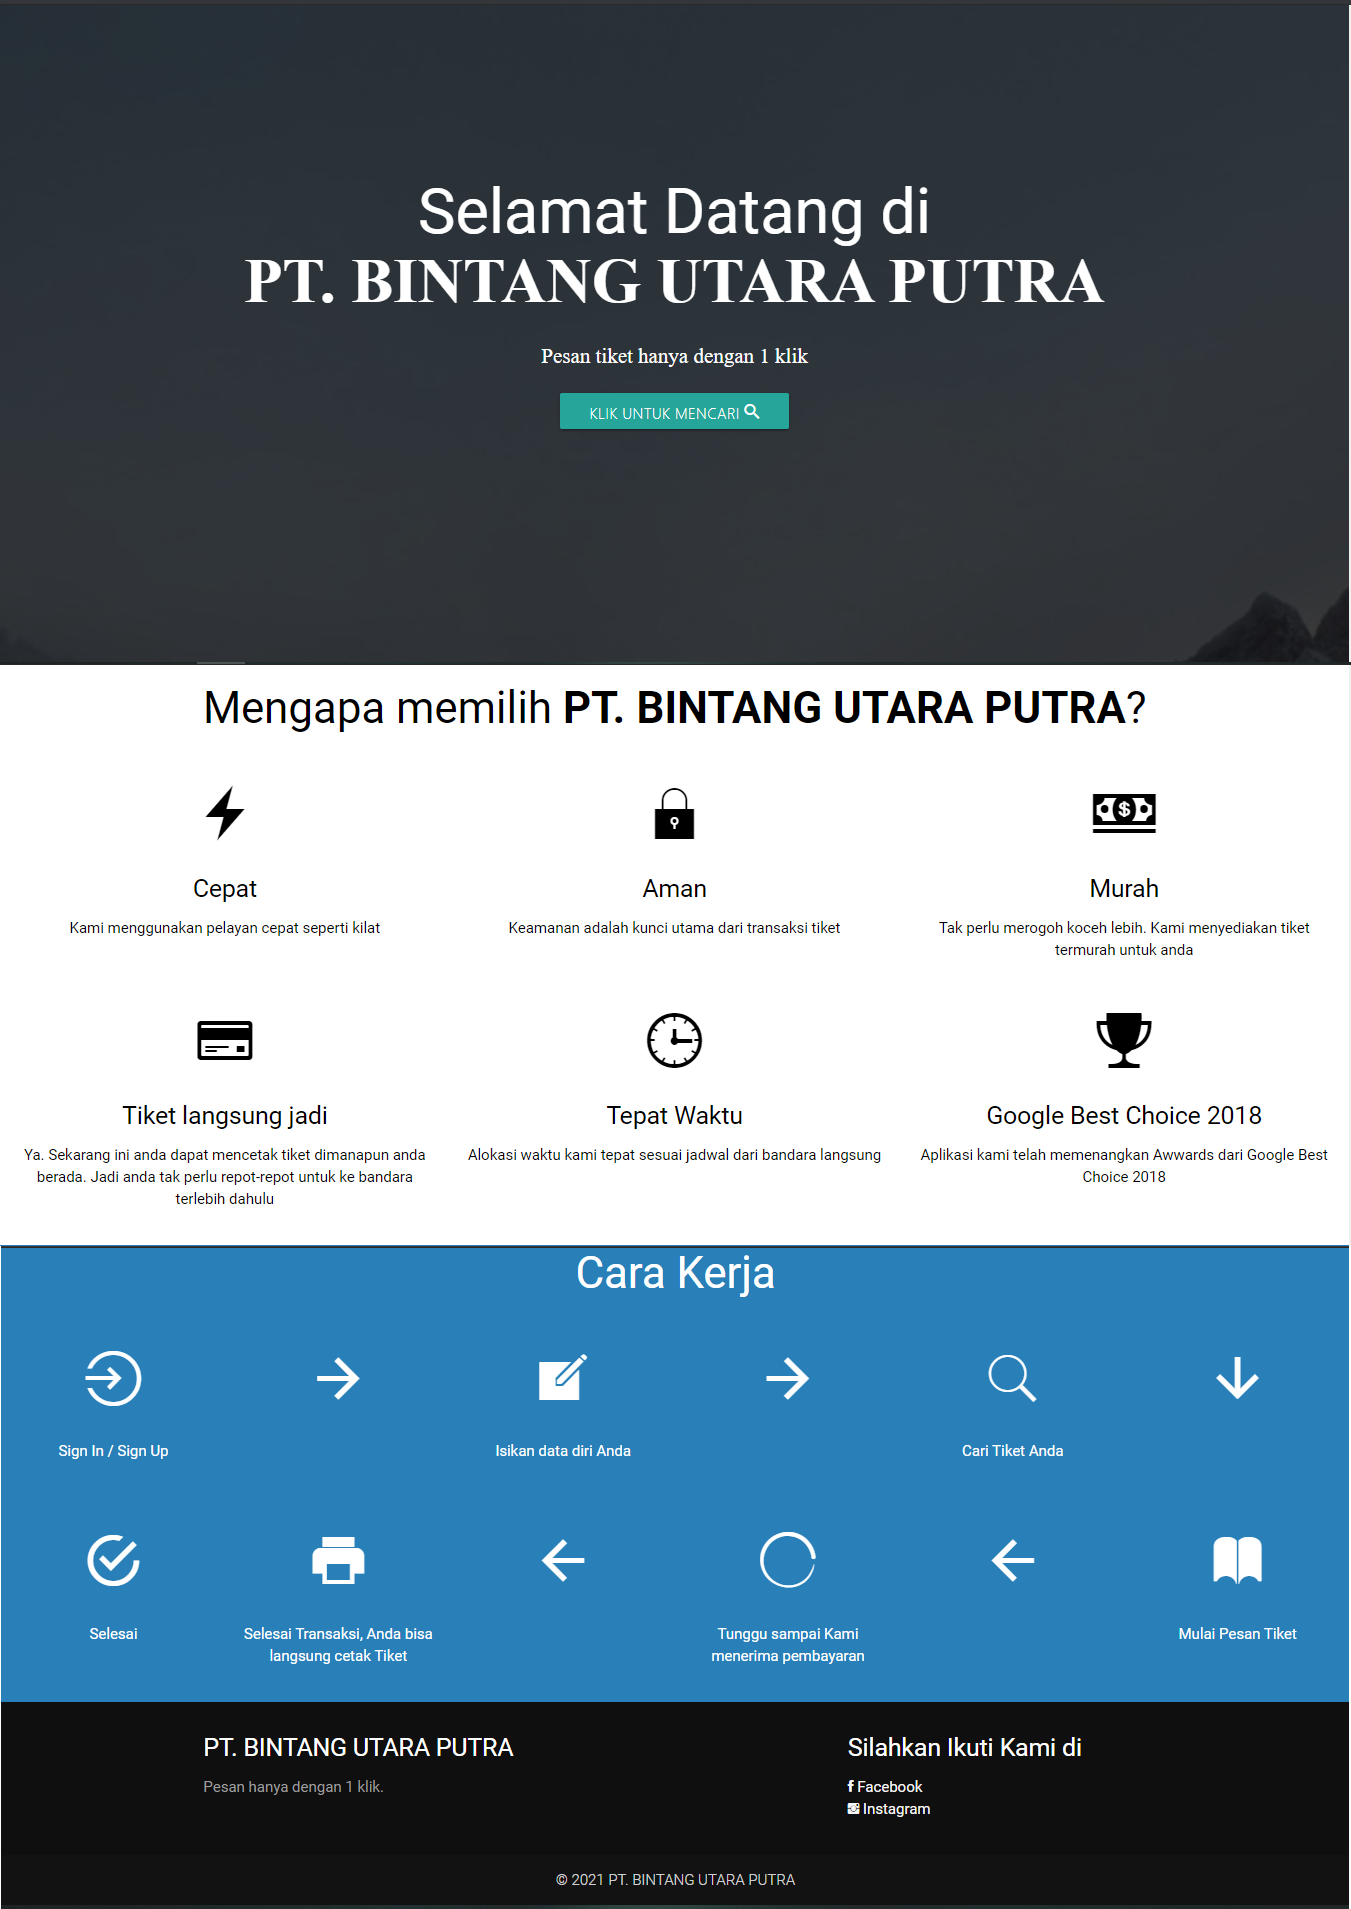 Selamat Datang di
PT. BINTANG UTARA PUTRA
Pesan tiket hanya dengan 1 klik
KLIK UNTUK MENCARI
Mengapa memilih PT. BINTANG UTARA PUTRA?
Cepat
Kami menggunakan pelayan cepat seperti kilat
Aman
Keamanan adalah kunci utama dari transaksi tiket
Murah
Tak perlu merogoh koceh lebih. Kami menyediakan tiket
termurah untuk anda
Tiket langsung jadi
Ya. Sekarang ini anda dapat mencetak tiket dimanapun anda
berada. Jadi anda tak perlu repot-repot untuk ke bandara
terlebih dahulu
Tepat Waktu
Alokasi waktu kami tepat sesuai jadwal dari bandara langsung
Google Best Choice 2018
Aplikasi kami telah memenangkan Awwards dari Google Best
Choice 2018
Cara Kerja
Sign In / Sign Up
Isikan data diri Anda
Cari Tiket Anda
Selesai
Selesai Transaksi, Anda bisa
langsung cetak Tiket
Tunggu sampai Kami
menerima pembayaran
Mulai Pesan Tiket
PT. BINTANG UTARA PUTRA
Pesan hanya dengan 1 klik.
Silahkan Ikuti Kami di
Facebook
Instagram
© 2021 PT. BINTANG UTARA PUTRA